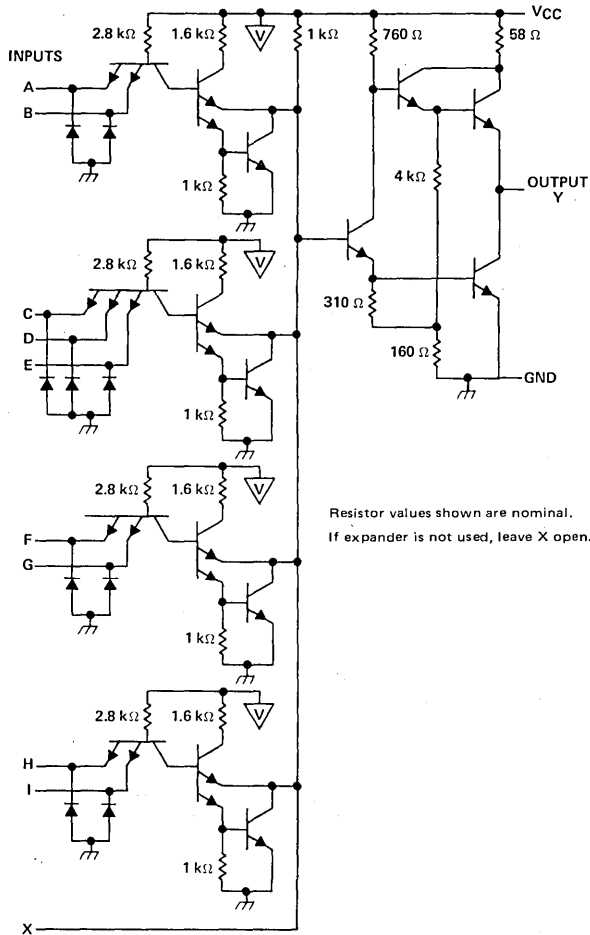 VCC
2.8 kΩ 1.6 kΩ V 1 kΩ 760 Ω 58 Ω
INPUTS
A
B
1 kΩ
4 kΩ
OUTPUT
Y
2.8 kΩ 1.6 kΩ V
C
D
E
310 Ω
160 Ω
GND
1 kΩ
2.8 kΩ 1.6 kΩ V
F
G
Resistor values shown are nominal.
If expander is not used, leave X open.
1 kΩ
2.8 kΩ 1.6 kΩ V
H
I
1 kΩ
X